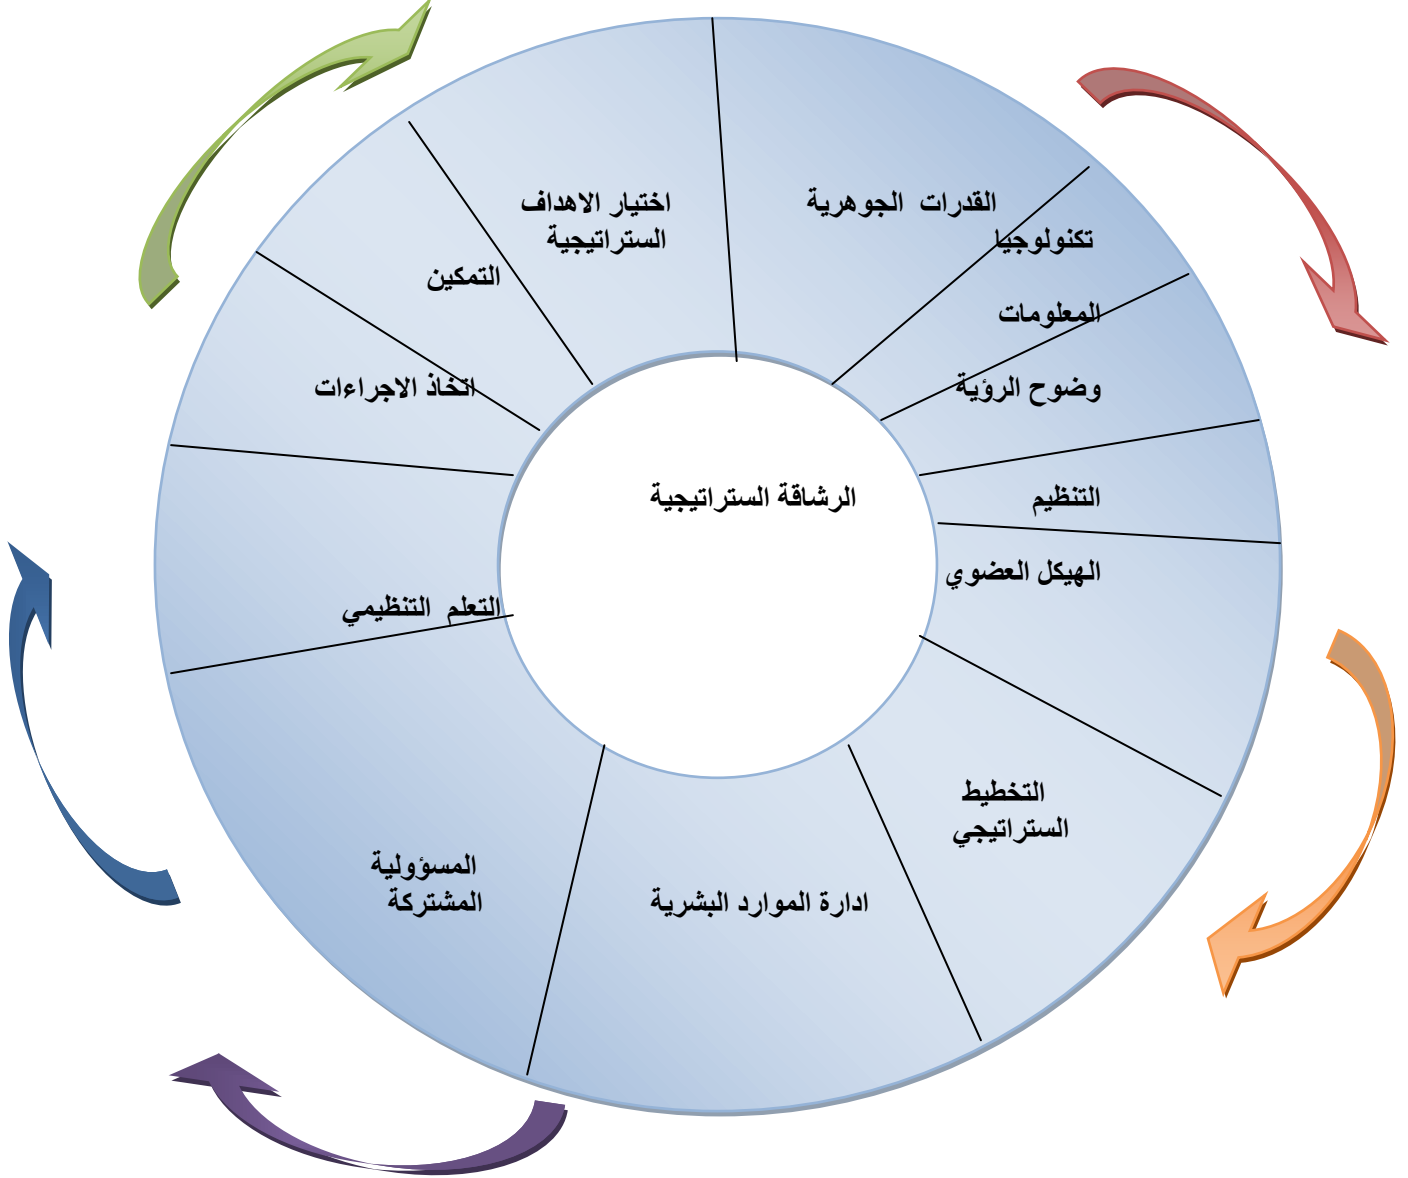 اختيار الاهداف
الستراتيجية
القدرات الجوهرية
تكنولوجيا
المعلومات
وضوح الرؤية
التنظيم
الهيكل العضوي
التخطيط
الستراتيجي
ادارة الموارد البشرية
المسؤولية
المشتركة
التعلم التنظيمي
اتخاذ الاجراءات
التمكين
الرشاقة الستراتيجية